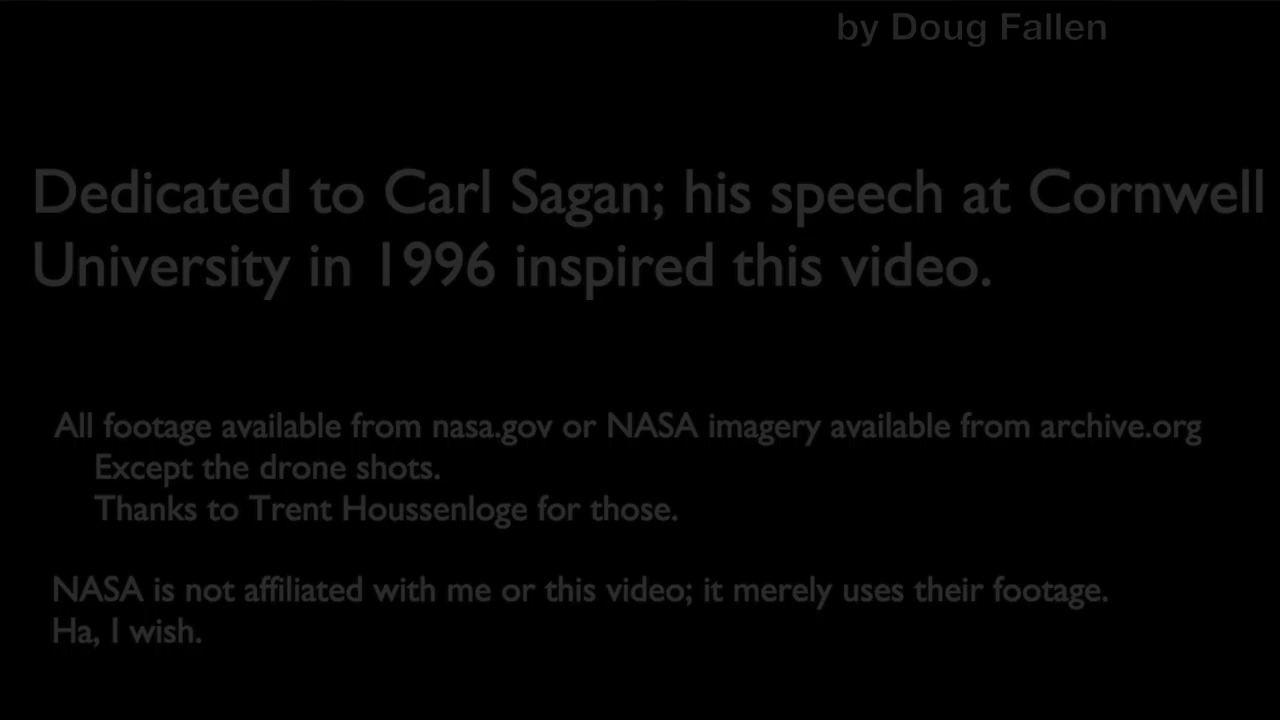 by Doug Fallen
Dedicated to Carl Sagan; his speech at Cornwell
University in 1996 inspired this video.
All footage available from nasa.gov or NASA imagery available from archive.org
Except the drone shots.
Thanks to Trent Houssenloge for those.
NASA is not affiliated with me or this video; it merely uses their footage.
Ha, I wish.